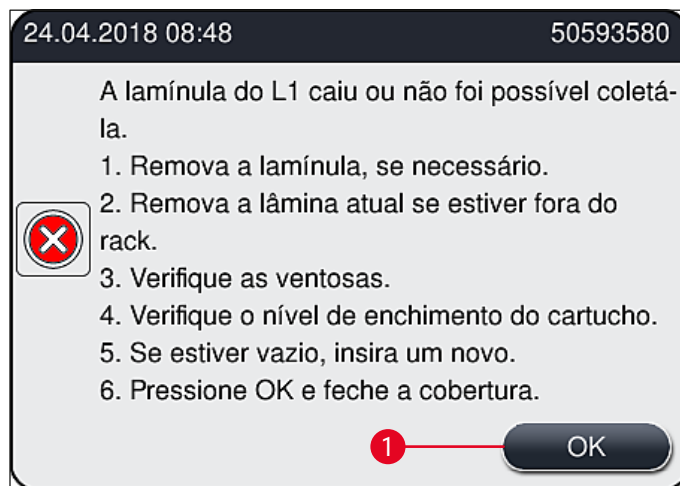 24.04.2018 08:48 50593580
A lamínula do L1 caiu ou não foi possível coletá-
la.
1. Remova a lamínula, se necessário.
2. Remova a lâmina atual se estiver fora do
rack.
3. Verifique as ventosas.
4. Verifique o nível de enchimento do cartucho.
5. Se estiver vazio, insira um novo.
6. Pressione OK e feche a cobertura.
1 OK